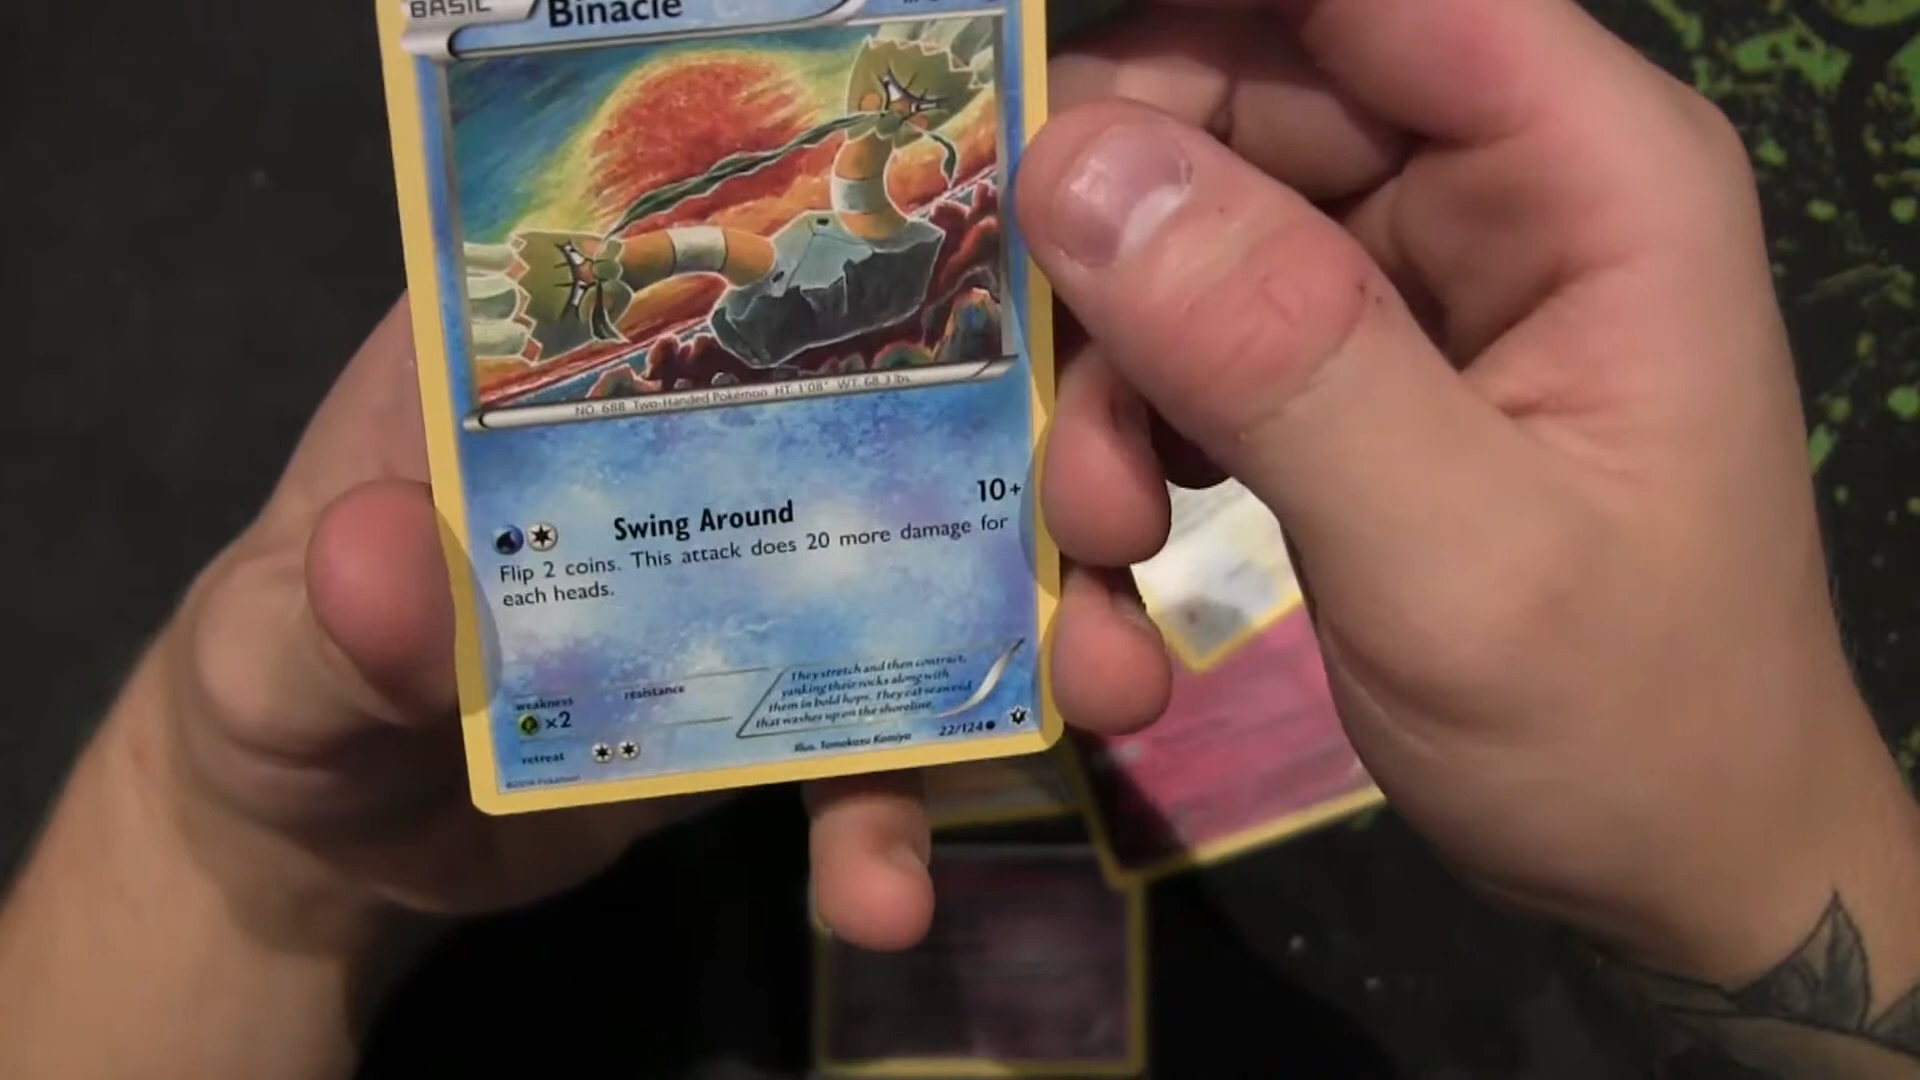 BASIC Binacle
NO. 688 Two-Handed Pokémon HT: 1'08" WT: 68.3 lbs.
Swing Around 10+
Flip 2 coins. This attack does 20 more damage for
each heads.
weakness
×2
resistance
retreat
They stretch and then contract,
yanking their rocks along with
them in bold hops. They eat seaweed
that washes up on the shoreline.
Illus. Tomokazu Komiya
22/124
©2016 Pokémon